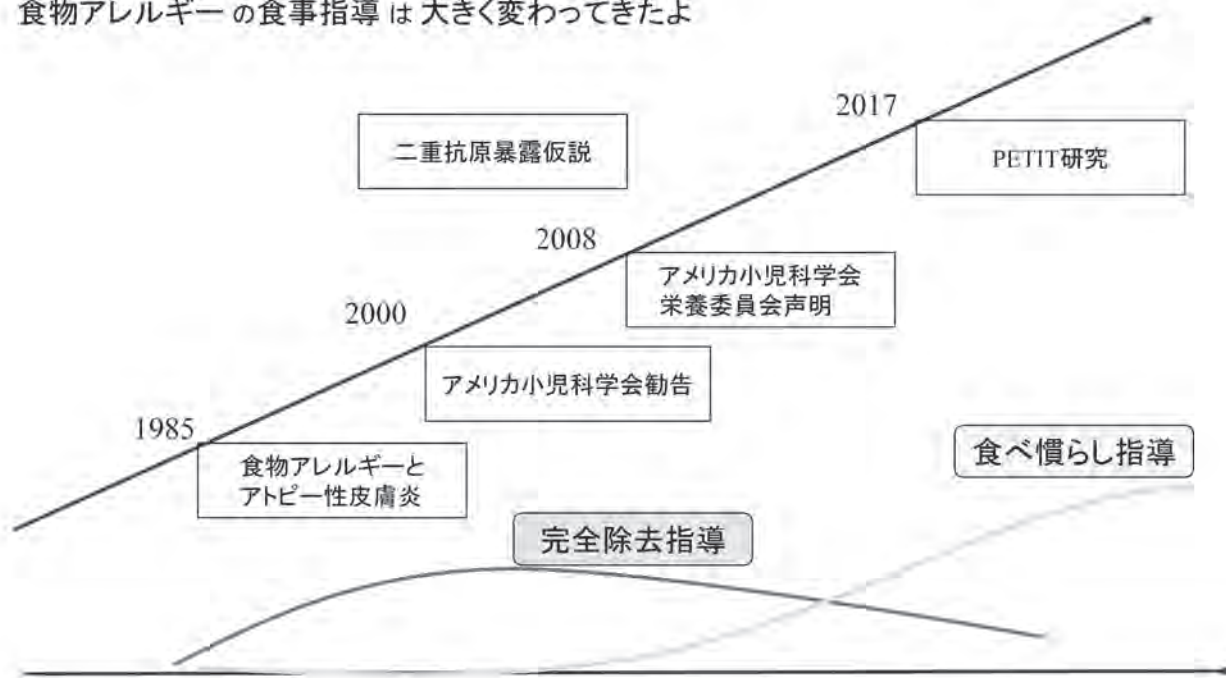 食物アレルギー の食事指導 は 大きく変わってきたよ
2017
二重抗原暴露仮説
PETIT研究
2008
アメリカ小児科学会
栄養委員会声明
2000
アメリカ小児科学会勧告
1985
食物アレルギーと
アトピー性皮膚炎
食べ慣らし指導
完全除去指導